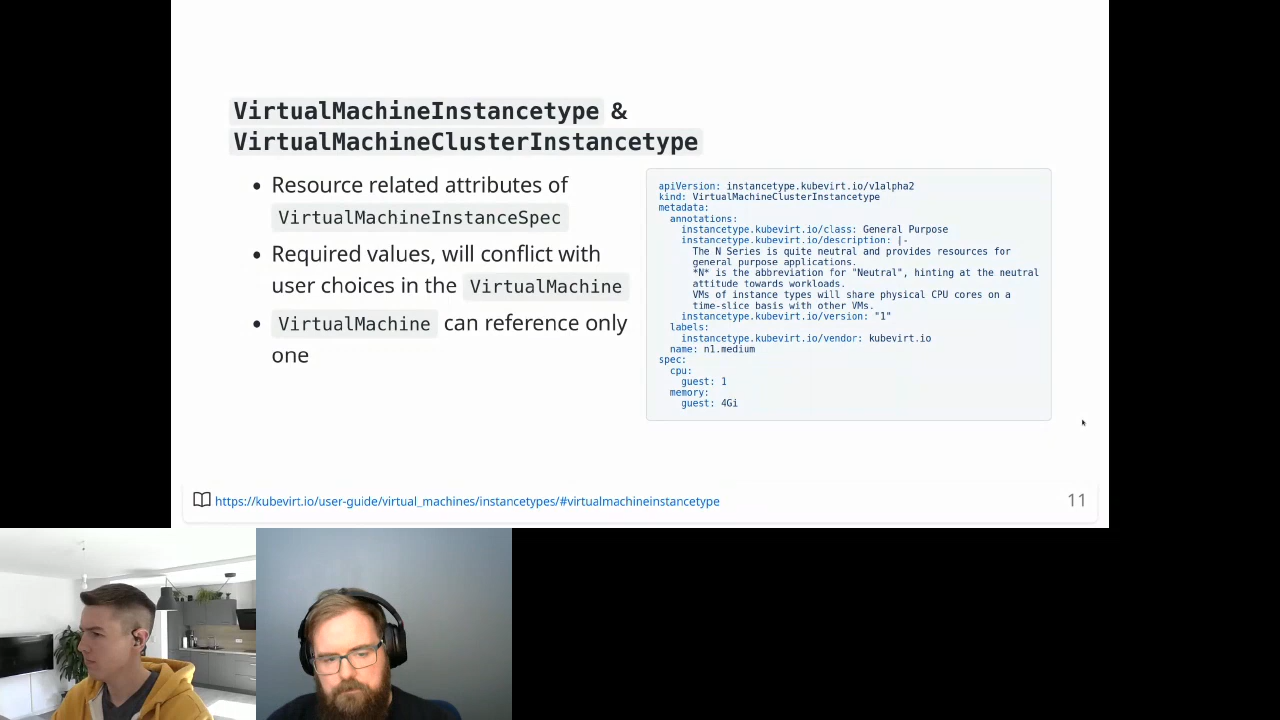 VirtualMachineInstancetype &
VirtualMachineClusterInstancetype
• Resource related attributes of
VirtualMachineInstanceSpec
• Required values, will conflict with
user choices in the VirtualMachine
• VirtualMachine can reference only
one
apiVersion: instancetype.kubevirt.io/v1alpha2
kind: VirtualMachineClusterInstancetype
metadata:
  annotations:
    instancetype.kubevirt.io/class: General Purpose
    instancetype.kubevirt.io/description: |-
      The N Series is quite neutral and provides resources for
      general purpose applications.
      *N* is the abbreviation for "Neutral", hinting at the neutral
      attitude towards workloads.
      VMs of instance types will share physical CPU cores on a
      time-slice basis with other VMs.
    instancetype.kubevirt.io/version: "1"
  labels:
    instancetype.kubevirt.io/vendor: kubevirt.io
  name: n1.medium
spec:
  cpu:
    guest: 1
  memory:
    guest: 4Gi
https://kubevirt.io/user-guide/virtual_machines/instancetypes/#virtualmachineinstancetype
11